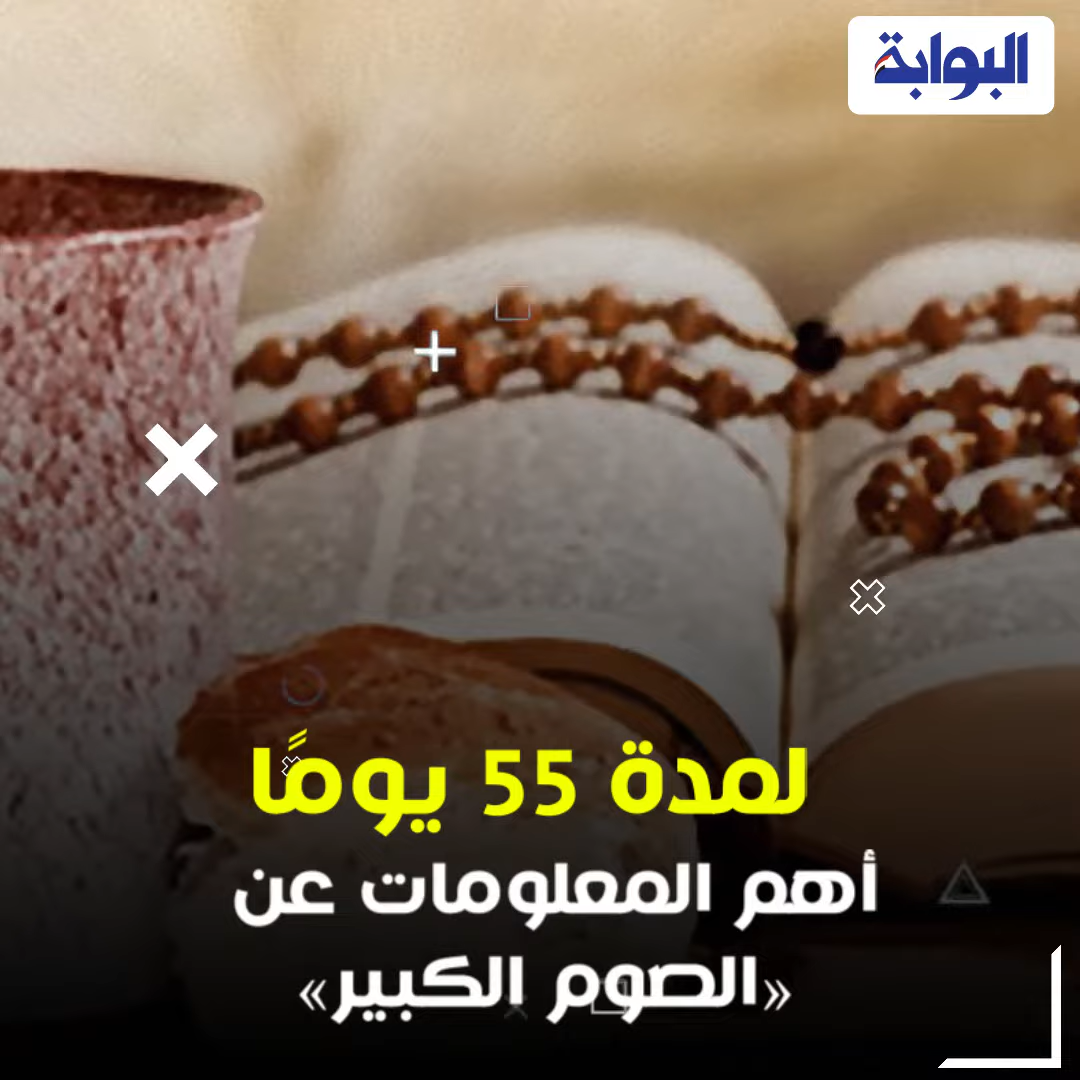 البوابة
لمدة 55 يومًا
أهم المعلومات عن
«الصوم الكبير»